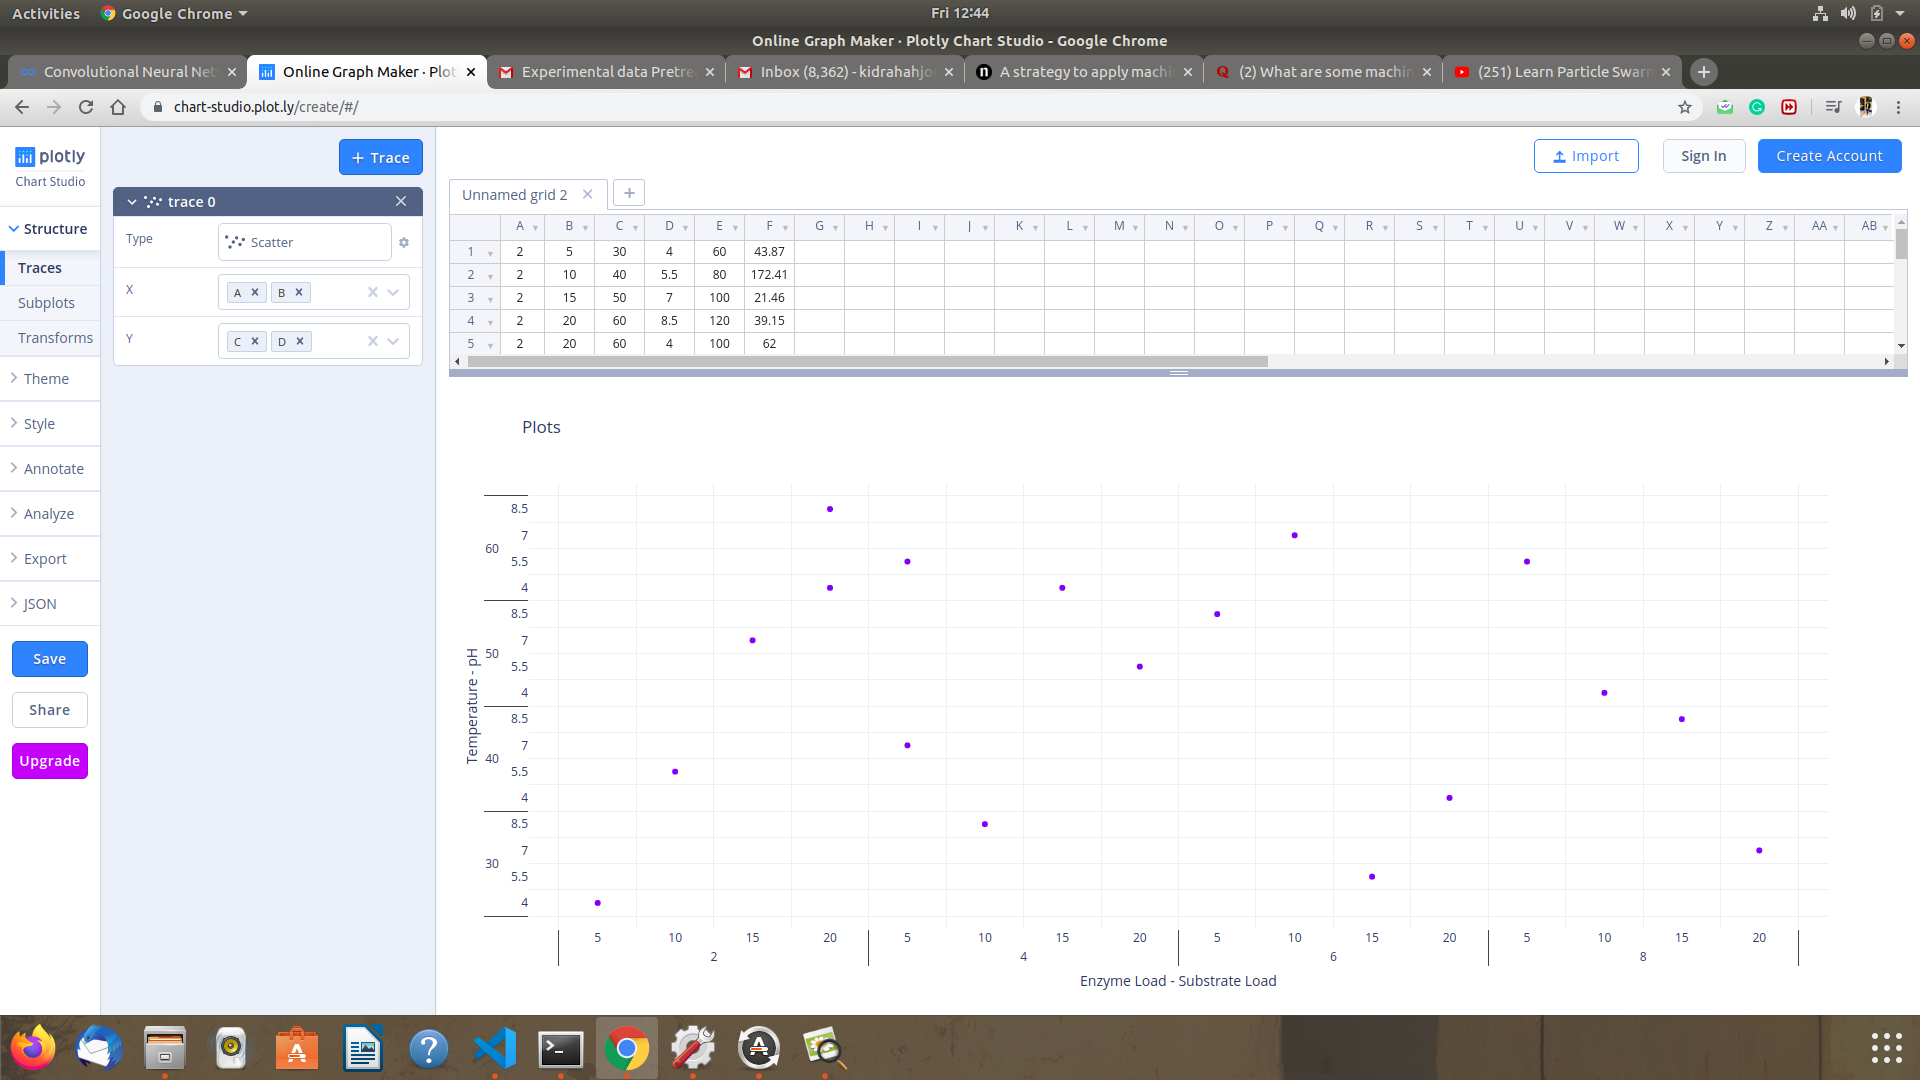 Activities Google Chrome Fri 12:44
Online Graph Maker · Plotly Chart Studio - Google Chrome
Convolutional Neural Net Online Graph Maker · Plot Experimental data Pretre Inbox (8,362) - kidrahahjo A strategy to apply machi (2) What are some machin (251) Learn Particle Swar
chart-studio.plot.ly/create/#/
plotly
Chart Studio
Structure
Traces
Subplots
Transforms
Theme
Style
Annotate
Analyze
Export
JSON
Save
Share
Upgrade
+ Trace
trace 0
Type Scatter
X A B
Y C D
Import Sign In Create Account
Unnamed grid 2
A B C D E F G H I J K L M N O P Q R S T U V W X Y Z AA AB
1 2 5 30 4 60 43.87
2 2 10 40 5.5 80 172.41
3 2 15 50 7 100 21.46
4 2 20 60 8.5 120 39.15
5 2 20 60 4 100 62
Plots
Temperature - pH
60
8.5
7
5.5
4
50
8.5
7
5.5
4
40
8.5
7
5.5
4
30
8.5
7
5.5
4
5 10 15 20 5 10 15 20 5 10 15 20 5 10 15 20
2 4 6 8
Enzyme Load - Substrate Load